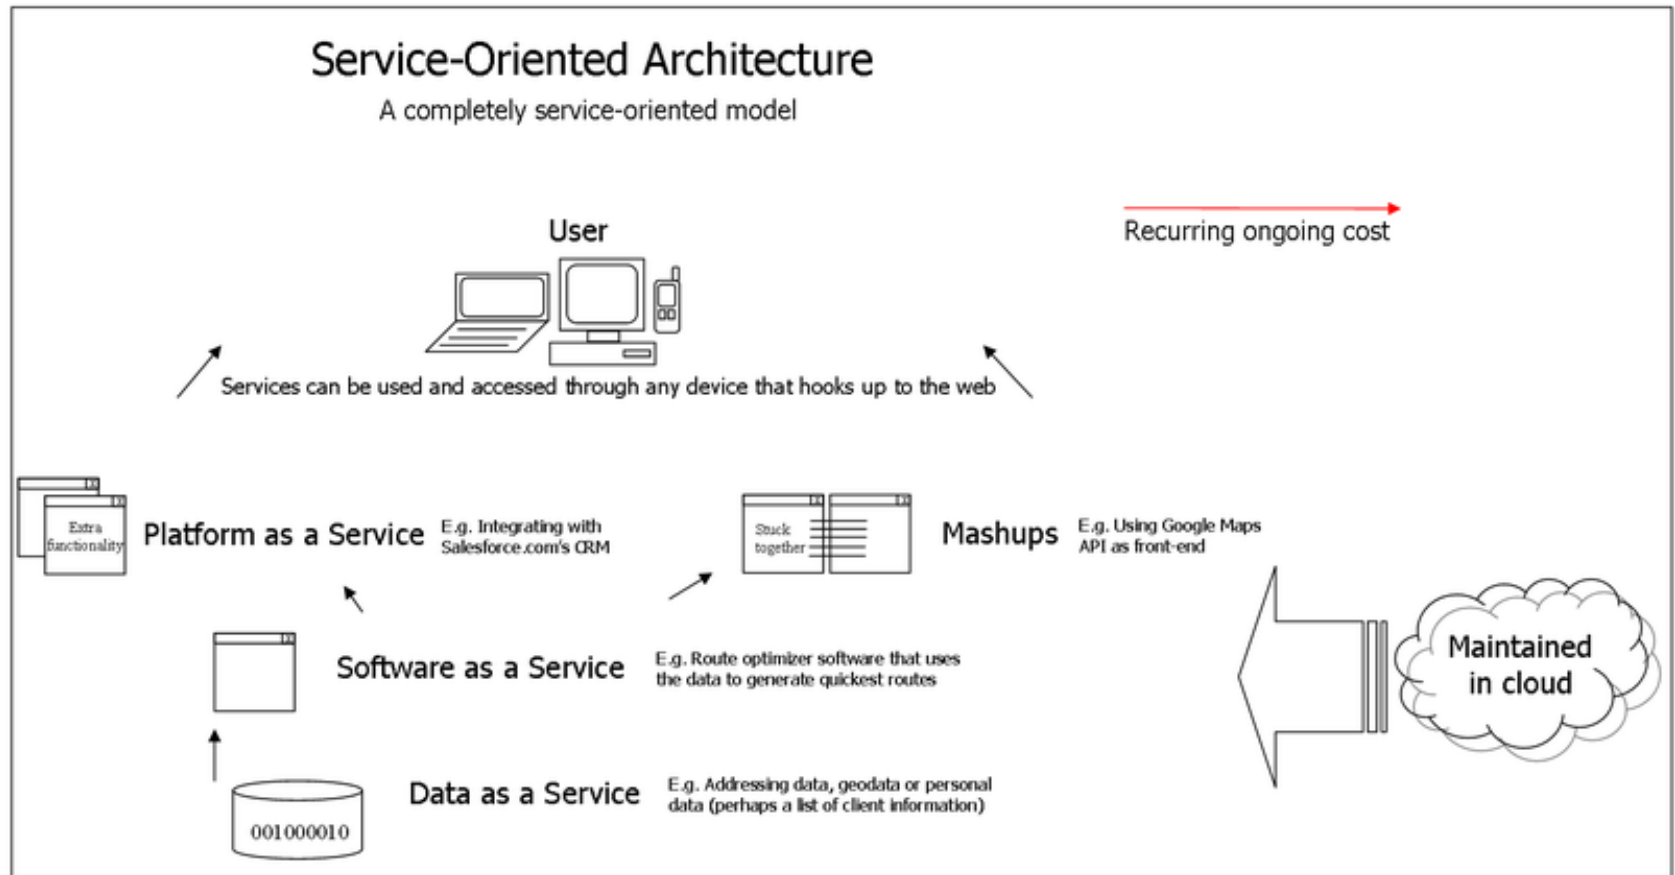 Service-Oriented Architecture
A completely service-oriented model
User
Recurring ongoing cost
Services can be used and accessed through any device that hooks up to the web
Extra
functionality
Platform as a Service
E.g. Integrating with
Salesforce.com's CRM
Stuck
together
Mashups
E.g. Using Google Maps
API as front-end
Software as a Service
E.g. Route optimizer software that uses
the data to generate quickest routes
Maintained
in cloud
Data as a Service
E.g. Addressing data, geodata or personal
data (perhaps a list of client information)
001000010